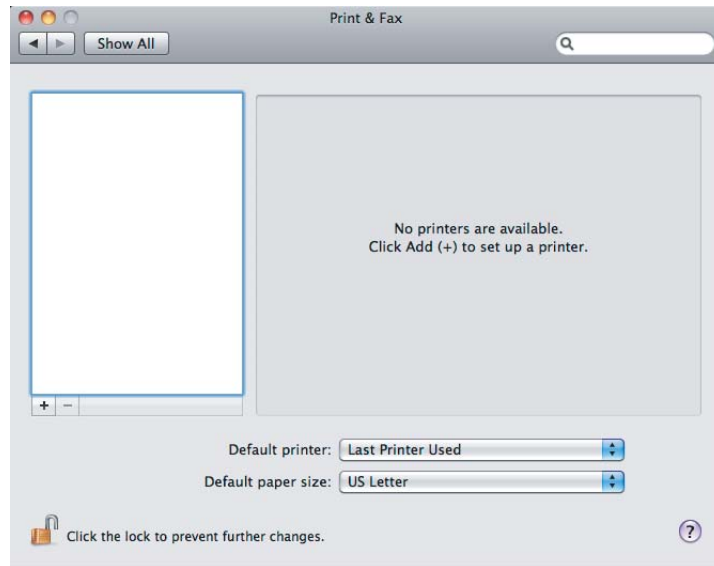 Print & Fax
Show All
No printers are available.
Click Add (+) to set up a printer.
+ −
Default printer: Last Printer Used
Default paper size: US Letter
Click the lock to prevent further changes.
?